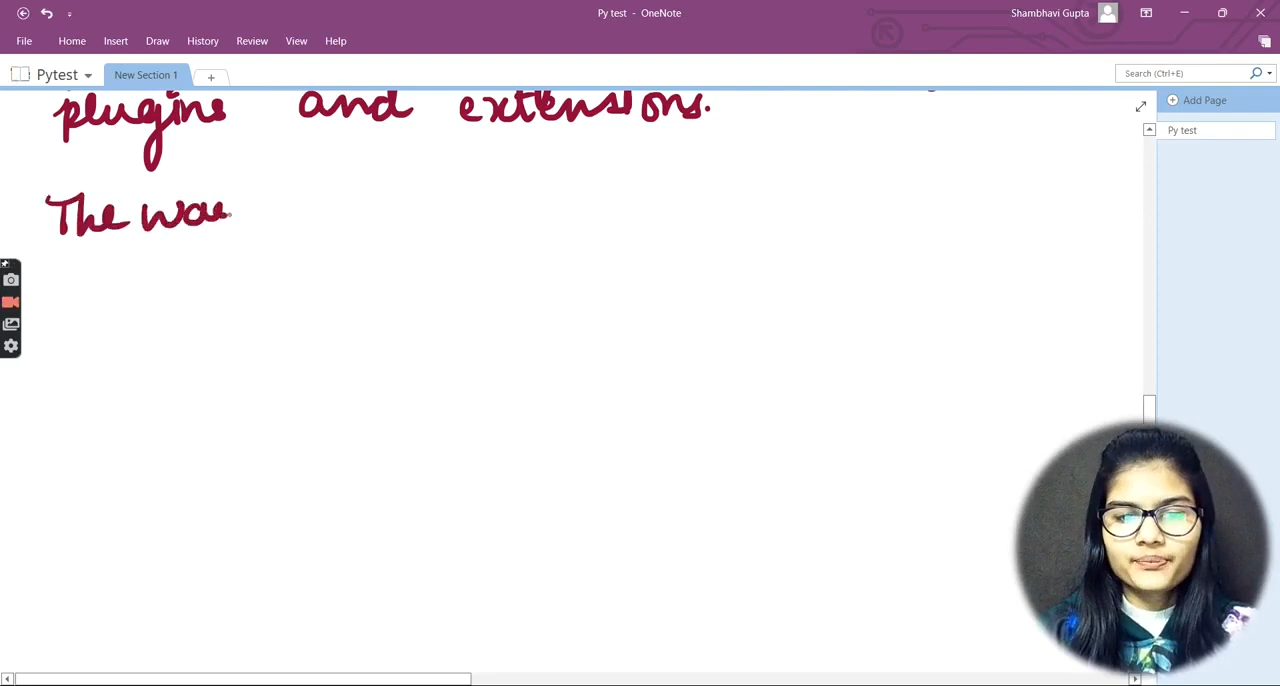 Py test - OneNote
Shambhavi Gupta
File Home Insert Draw History Review View Help
Pytest
New Section 1
+
Search (Ctrl+E)
Add Page
Py test
plugins and extensions.
The